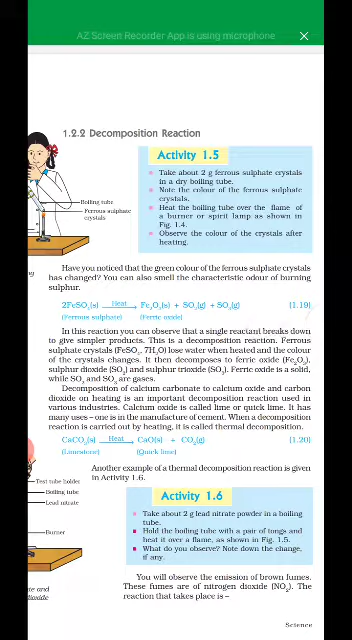 AZ Screen Recorder App is using microphone
1.2.2 Decomposition Reaction
Activity 1.5
Take about 2 g ferrous sulphate crystals
in a dry boiling tube.
Note the colour of the ferrous sulphate
crystals.
Heat the boiling tube over the flame of
a burner or spirit lamp as shown in
Fig. 1.4.
Observe the colour of the crystals after
heating.
Boiling tube
Ferrous sulphate
crystals
Have you noticed that the green colour of the ferrous sulphate crystals
has changed? You can also smell the characteristic odour of burning
sulphur.
2FeSO₄(s) Heat→ Fe₂O₃(s) + SO₂(g) + SO₃(g) [1.19]
(Ferrous sulphate) (Ferric oxide)
In this reaction you can observe that a single reactant breaks down
to give simpler products. This is a decomposition reaction. Ferrous
sulphate crystals (FeSO₄, 7H₂O) lose water when heated and the colour
of the crystals changes. It then decomposes to ferric oxide (Fe₂O₃),
sulphur dioxide (SO₂) and sulphur trioxide (SO₃). Ferric oxide is a solid,
while SO₂ and SO₃ are gases.
Decomposition of calcium carbonate to calcium oxide and carbon
dioxide on heating is an important decomposition reaction used in
various industries. Calcium oxide is called lime or quick lime. It has
many uses – one is in the manufacture of cement. When a decomposition
reaction is carried out by heating, it is called thermal decomposition.
CaCO₃(s) Heat→ CaO(s) + CO₂(g) [1.20]
(Limestone) (Quick lime)
Another example of a thermal decomposition reaction is given
in Activity 1.6.
Test tube holder
Boiling tube
Lead nitrate
Burner
Activity 1.6
Take about 2 g lead nitrate powder in a boiling
tube.
Hold the boiling tube with a pair of tongs and
heat it over a flame, as shown in Fig. 1.5.
What do you observe? Note down the change,
if any.
You will observe the emission of brown fumes.
These fumes are of nitrogen dioxide (NO₂). The
reaction that takes place is –
te and
dioxide
Science